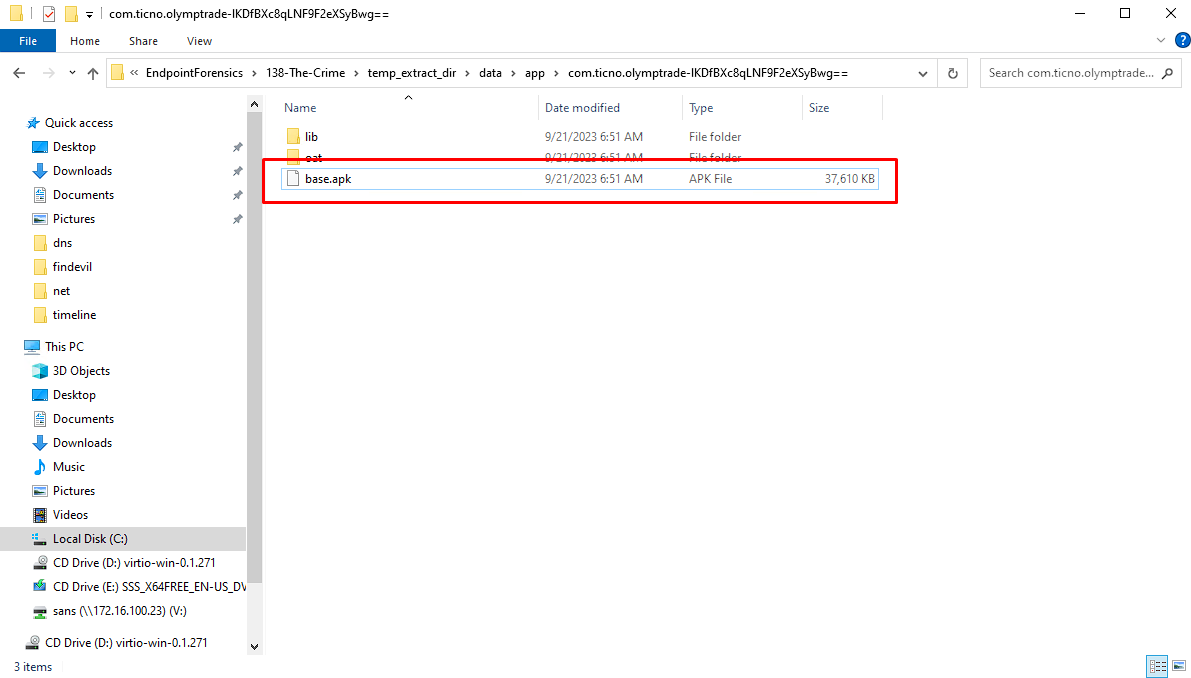 com.ticno.olymptrade-IKDfBXc8qLNF9F2eXSyBwg==
File Home Share View
« EndpointForensics › 138-The-Crime › temp_extract_dir › data › app › com.ticno.olymptrade-IKDfBXc8qLNF9F2eXSyBwg==
Search com.ticno.olymptrade...
Name Date modified Type Size
lib 9/21/2023 6:51 AM File folder
oat 9/21/2023 6:51 AM File folder
base.apk 9/21/2023 6:51 AM APK File 37,610 KB
Quick access
Desktop
Downloads
Documents
Pictures
dns
findevil
net
timeline
This PC
3D Objects
Desktop
Documents
Downloads
Music
Pictures
Videos
Local Disk (C:)
CD Drive (D:) virtio-win-0.1.271
CD Drive (E:) SSS_X64FREE_EN-US_DV
sans (\\172.16.100.23) (V:)
CD Drive (D:) virtio-win-0.1.271
3 items